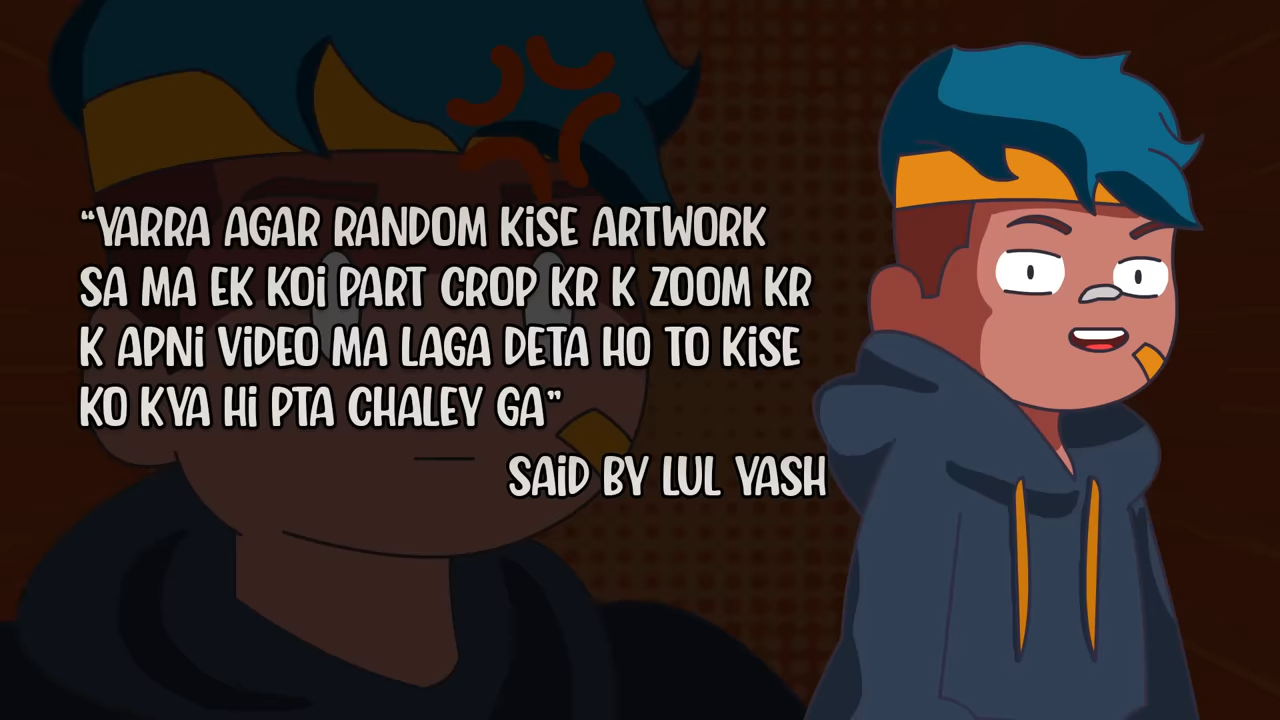 “YARRA AGAR RANDOM KiSE ARTWORK
SA MA EK KOi PART CROP KR K ZOOM KR
K APNi ViDEO MA LAGA DETA HO TO KiSE
KO KYA Hi PTA CHALEY GA”
SAiD BY LUL YASH